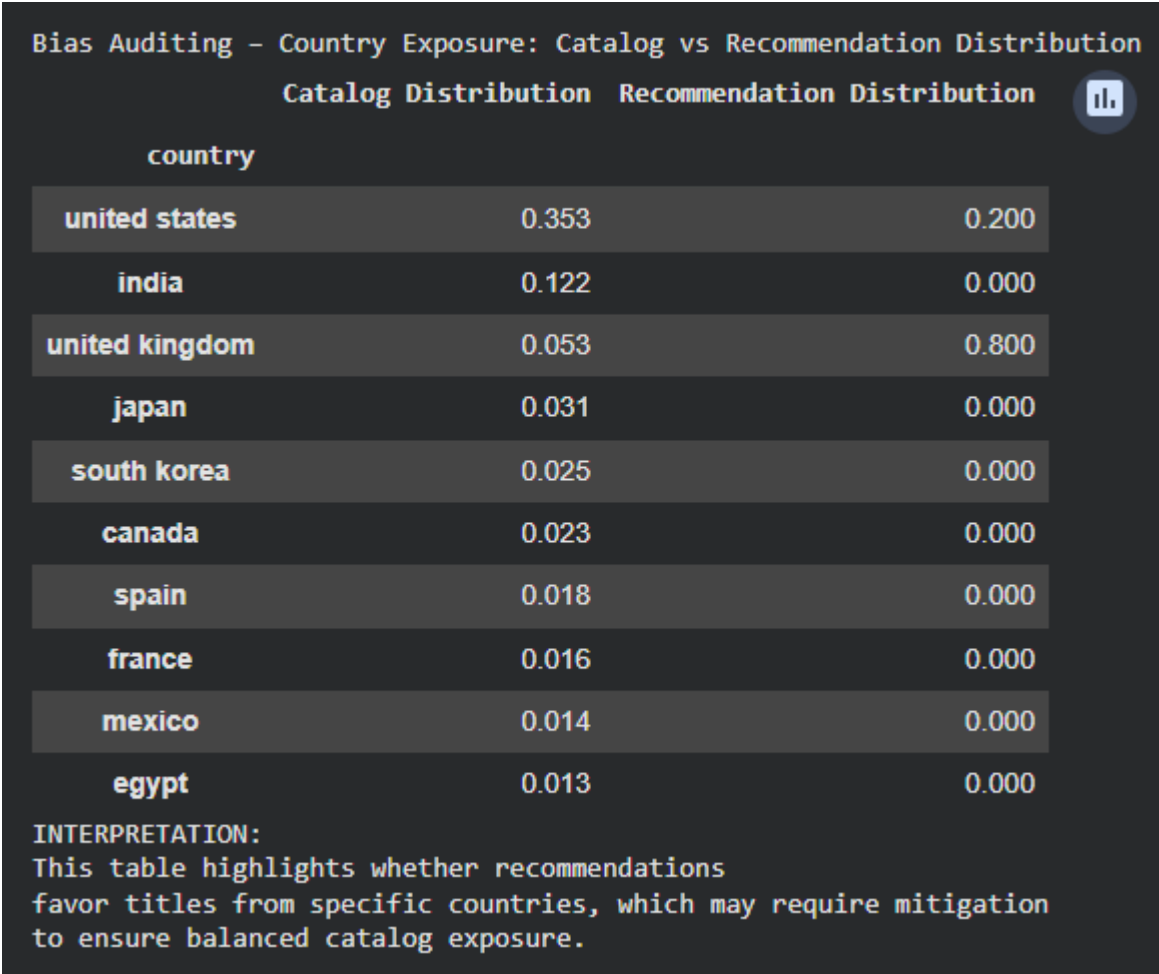 Bias Auditing – Country Exposure: Catalog vs Recommendation Distribution
Catalog Distribution Recommendation Distribution
country
united states 0.353 0.200
india 0.122 0.000
united kingdom 0.053 0.800
japan 0.031 0.000
south korea 0.025 0.000
canada 0.023 0.000
spain 0.018 0.000
france 0.016 0.000
mexico 0.014 0.000
egypt 0.013 0.000
INTERPRETATION:
This table highlights whether recommendations
favor titles from specific countries, which may require mitigation
to ensure balanced catalog exposure.